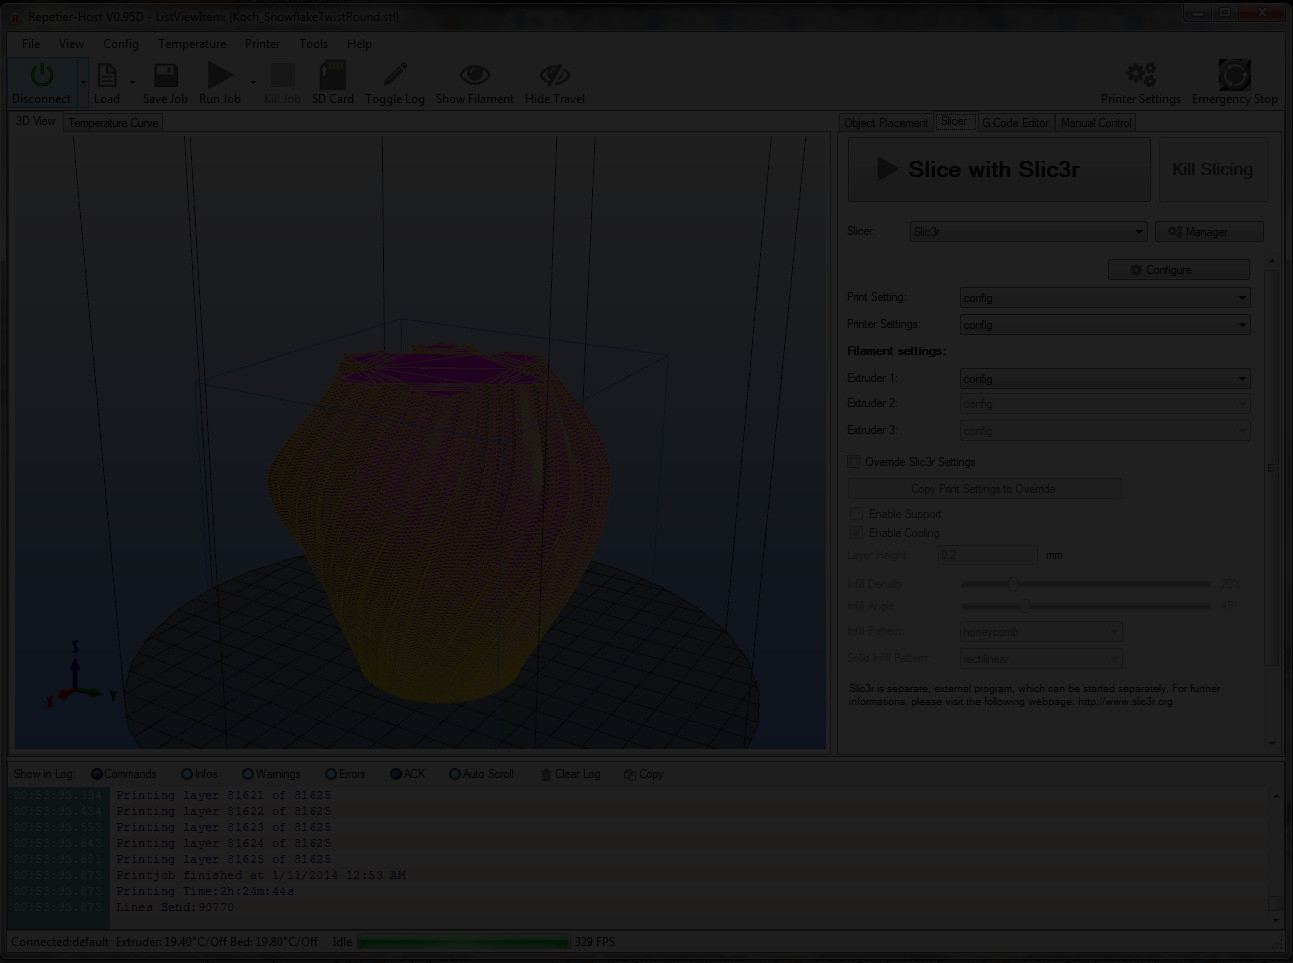 Repetier-Host V0.95D - ListViewItem: {Koch_SnowflakeTwistRound.stl}
File View Config Temperature Printer Tools Help
Disconnect Load Save Job Run Job Kill Job SD Card Toggle Log Show Filament Hide Travel Printer Settings Emergency Stop
3D View Temperature Curve Object Placement Slicer G-Code Editor Manual Control
Slice with Slic3r Kill Slicing
Slicer: Slic3r Manager
Configure
Print Setting: config
Printer Settings: config
Filament settings:
Extruder 1: config
Extruder 2: config
Extruder 3: config
Override Slic3r Settings
Copy Print Settings to Override
Enable Support
Enable Cooling
Layer Height: 0.2 mm
Infill Density 20%
Infill Angle 45°
Infill Pattern: honeycomb
Solid Infill Pattern: rectilinear
Slic3r is separate, external program, which can be started separately. For further
informations, please visit the following webpage: http://www.slic3r.org
Z
X Y
Show in Log: Commands Infos Warnings Errors ACK Auto Scroll Clear Log Copy
00:53:33.394 Printing layer 81621 of 81625
00:53:33.484 Printing layer 81622 of 81625
00:53:33.553 Printing layer 81623 of 81625
00:53:33.643 Printing layer 81624 of 81625
00:53:33.681 Printing layer 81625 of 81625
00:53:33.873 Printjob finished at 1/11/2014 12:53 AM
00:53:33.873 Printing Time:2h:24m:44s
00:53:33.873 Lines Send:90770
Connected:default Extruder: 19.40°C/Off Bed: 19.80°C/Off Idle 329 FPS